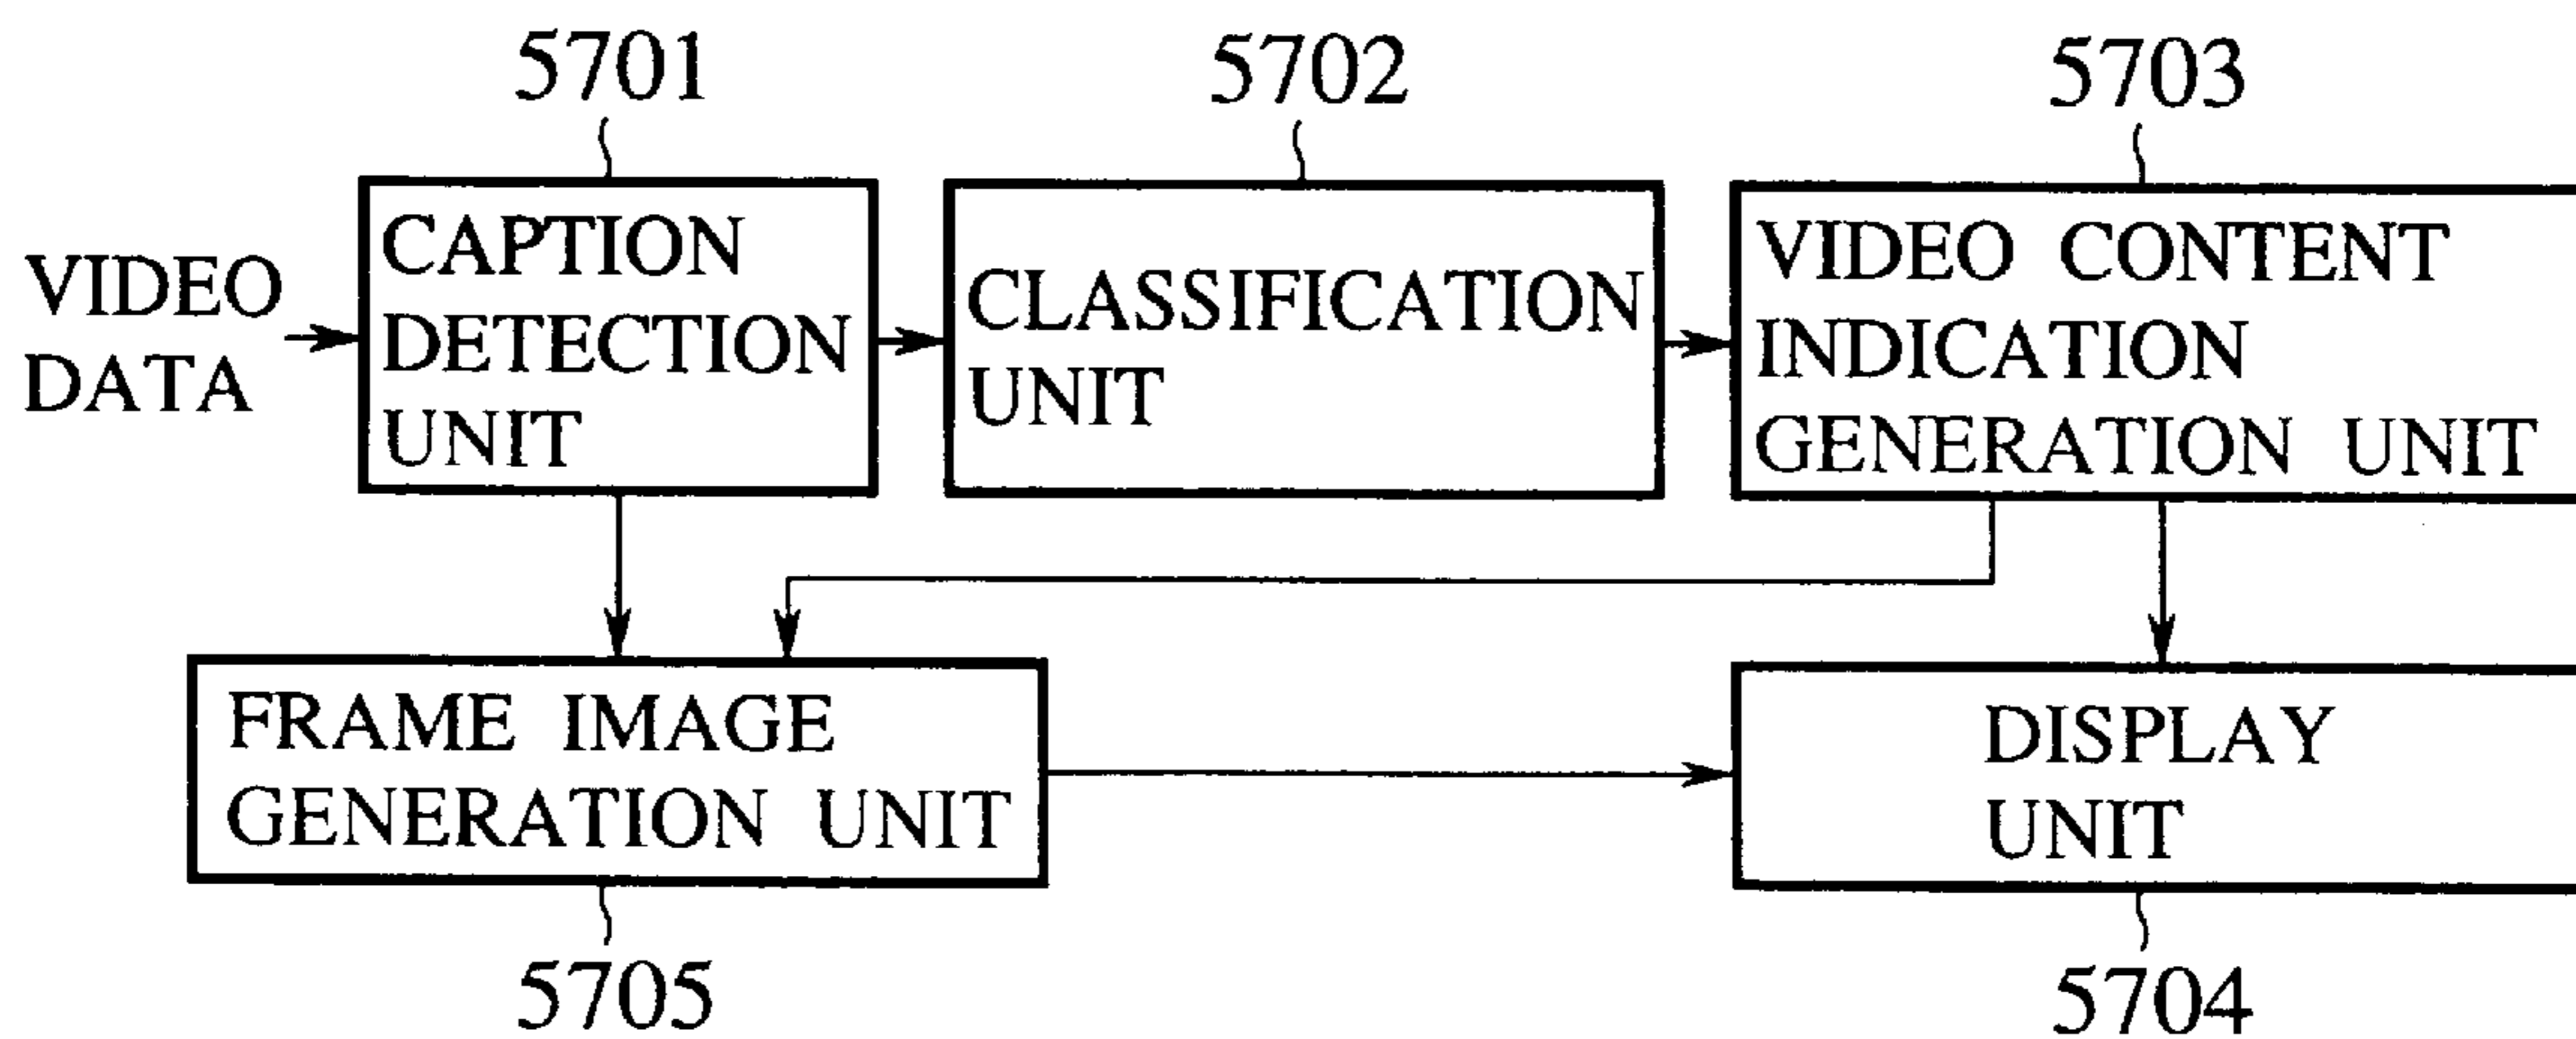 5701
5702
5703
VIDEO
DATA
CAPTION
DETECTION
UNIT
CLASSIFICATION
UNIT
VIDEO CONTENT
INDICATION
GENERATION UNIT
FRAME IMAGE
GENERATION UNIT
DISPLAY
UNIT
5705
5704